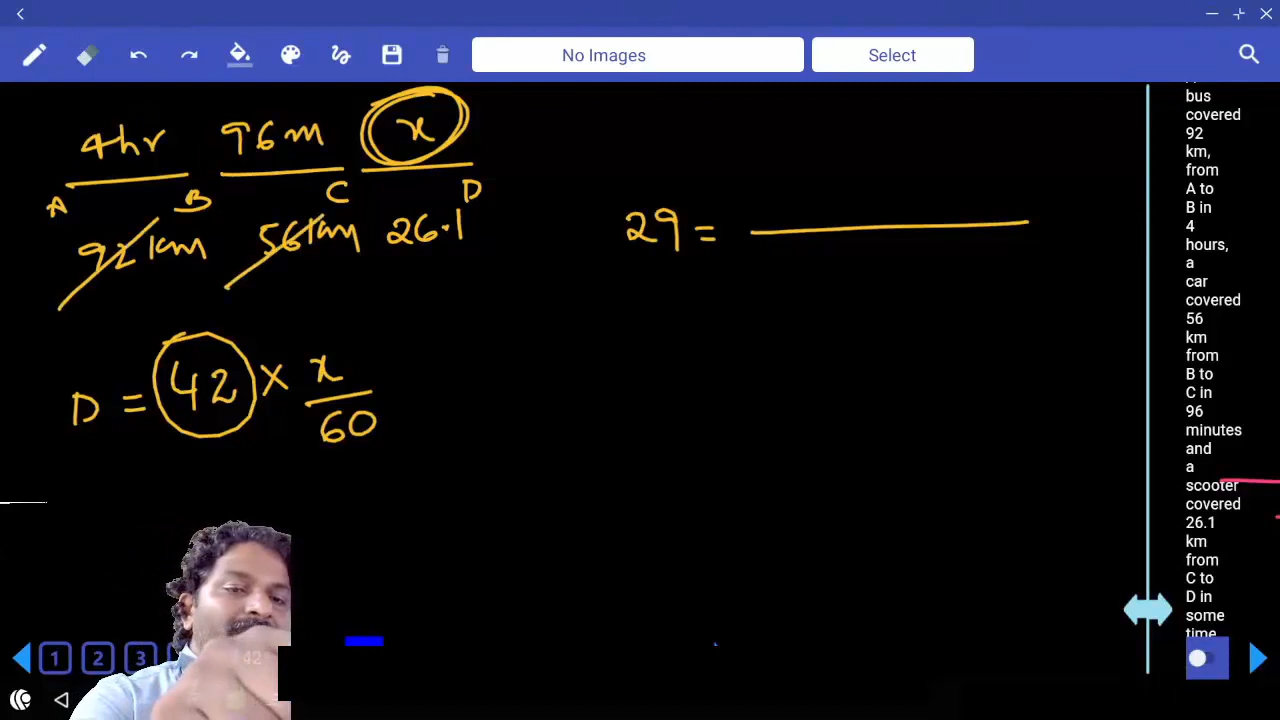 No Images
Select
4hr 96m x
A B C D
92km 56km 26.1
29 =
D = 42 × x/60
bus
covered
92
km,
from
A to
B in
4
hours,
a
car
covered
56
km
from
B to
C in
96
minutes
and
a
scooter
covered
26.1
km
from
C to
D in
some
time
1 2 3 42